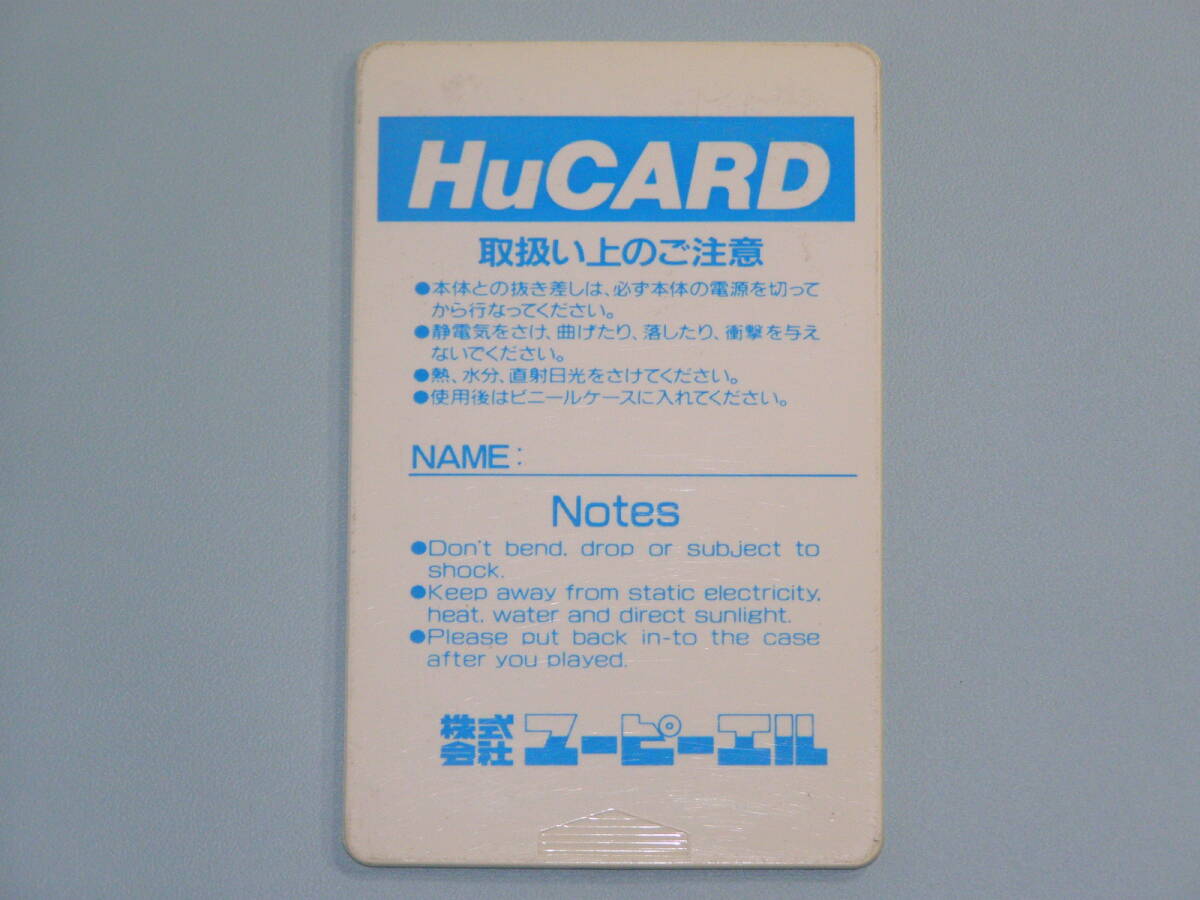 HuCARD
取扱い上のご注意
●本体との抜き差しは、必ず本体の電源を切って
から行なってください。
●静電気をさけ、曲げたり、落したり、衝撃を与え
ないでください。
●熱、水分、直射日光をさけてください。
●使用後はビニールケースに入れてください。
NAME:
Notes
●Don't bend, drop or subject to
shock.
●Keep away from static electricity,
heat, water and direct sunlight.
●Please put back in-to the case
after you played.
株式会社 ユーピーエル